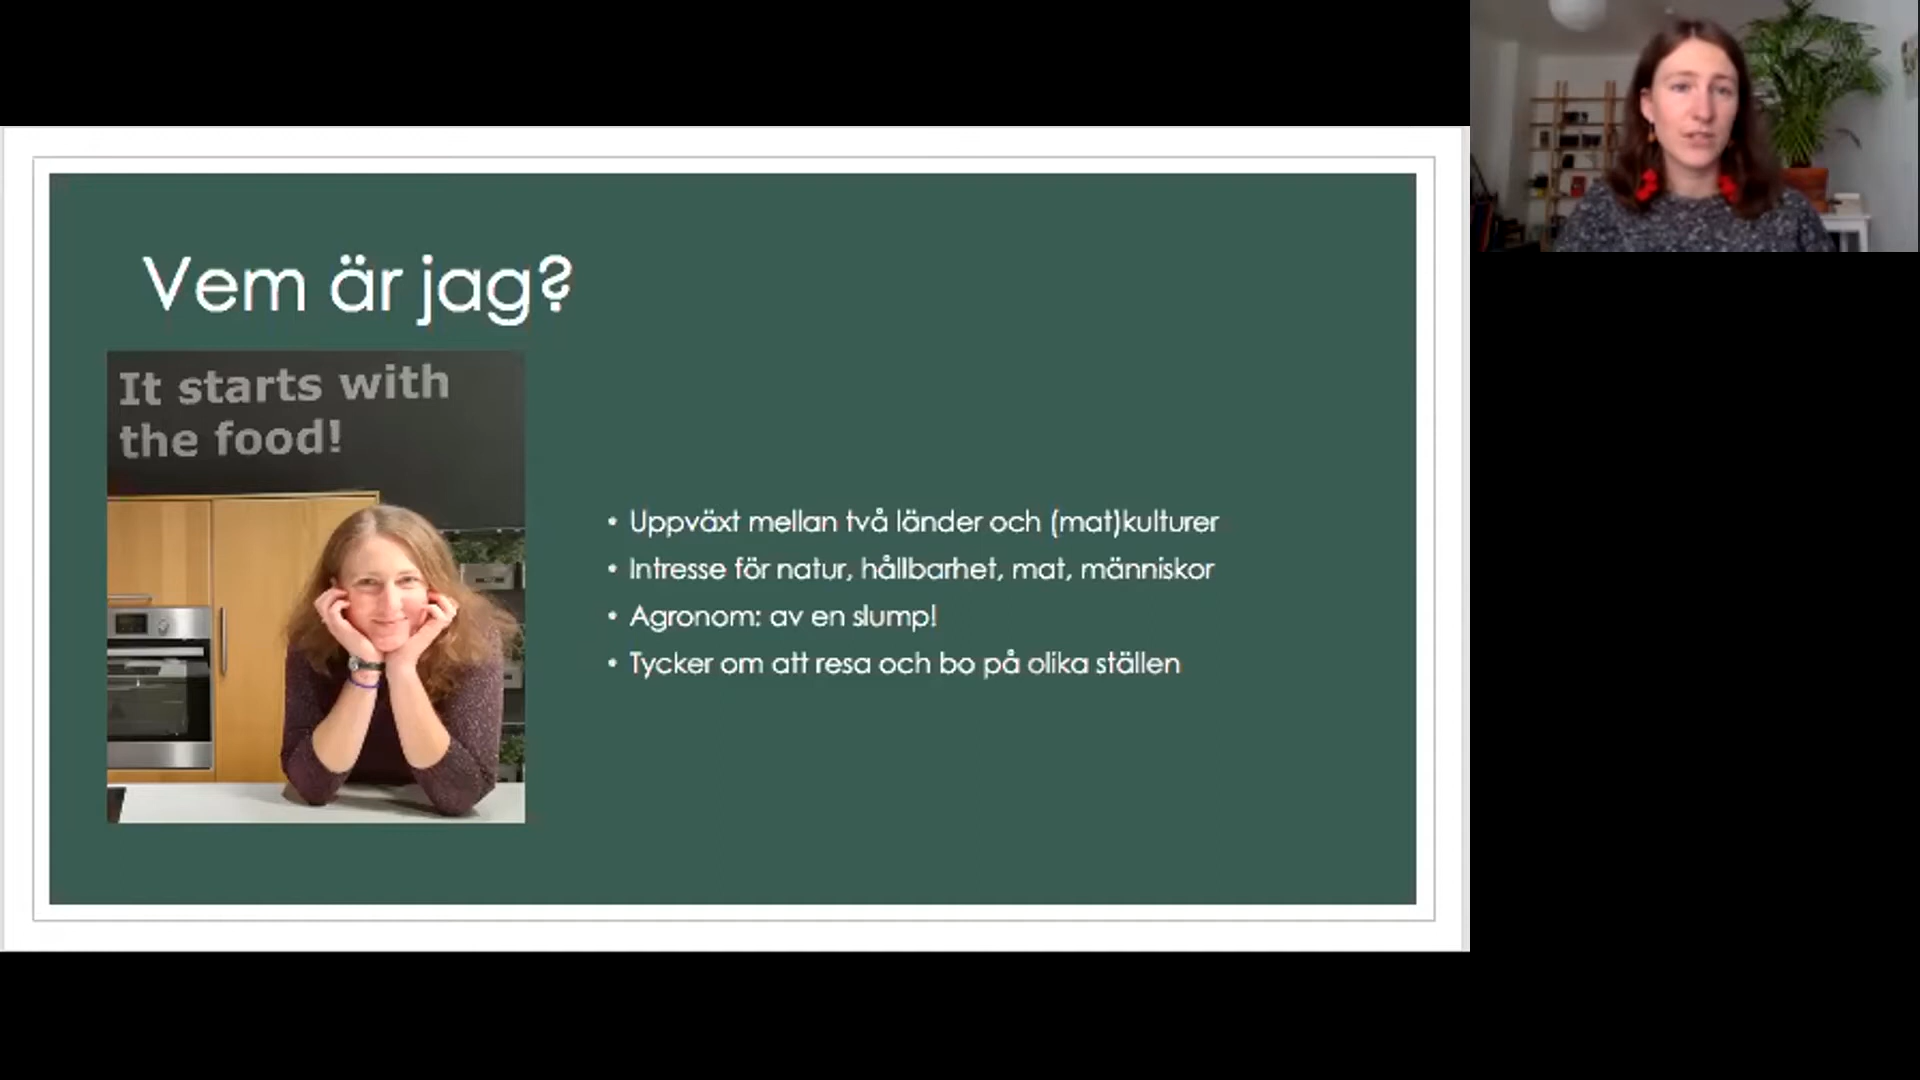 Vem är jag?
It starts with
the food!
• Uppväxt mellan två länder och (mat)kulturer
• Intresse för natur, hållbarhet, mat, människor
• Agronom: av en slump!
• Tycker om att resa och bo på olika ställen